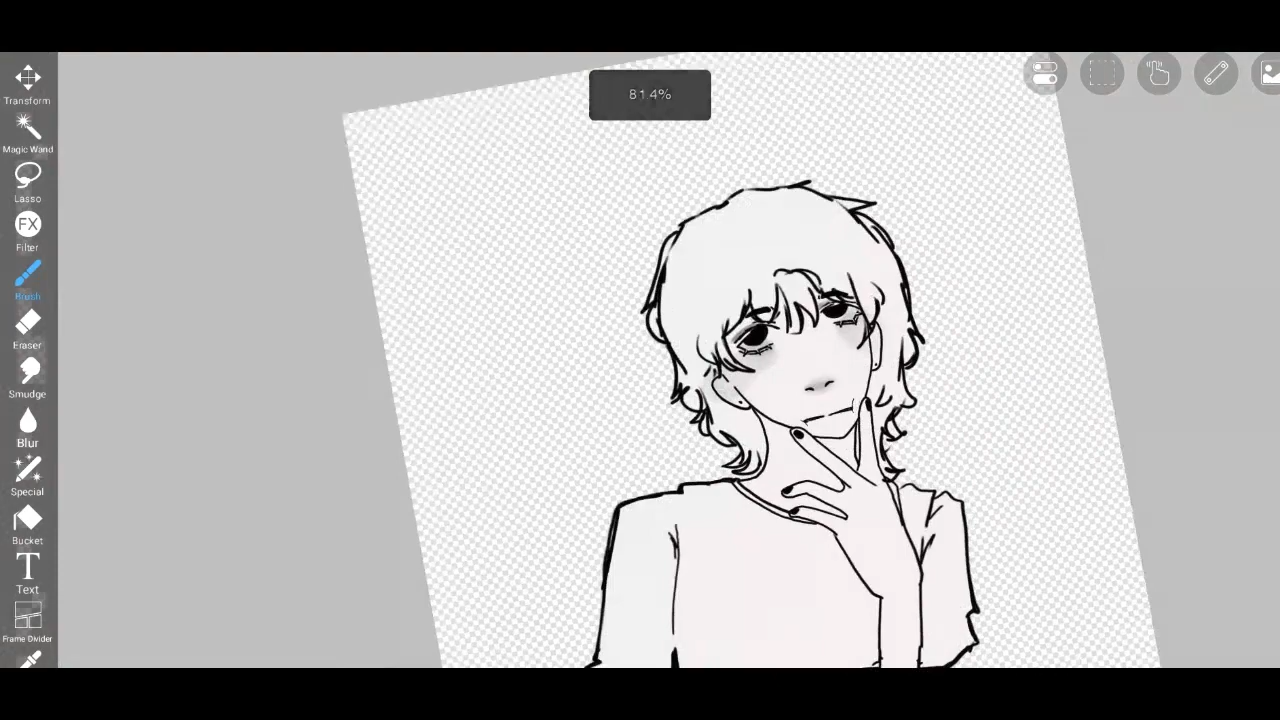 81.4%
Transform
Magic Wand
Lasso
FX
Filter
Brush
Eraser
Smudge
Blur
Special
Bucket
T
Text
Frame Divider